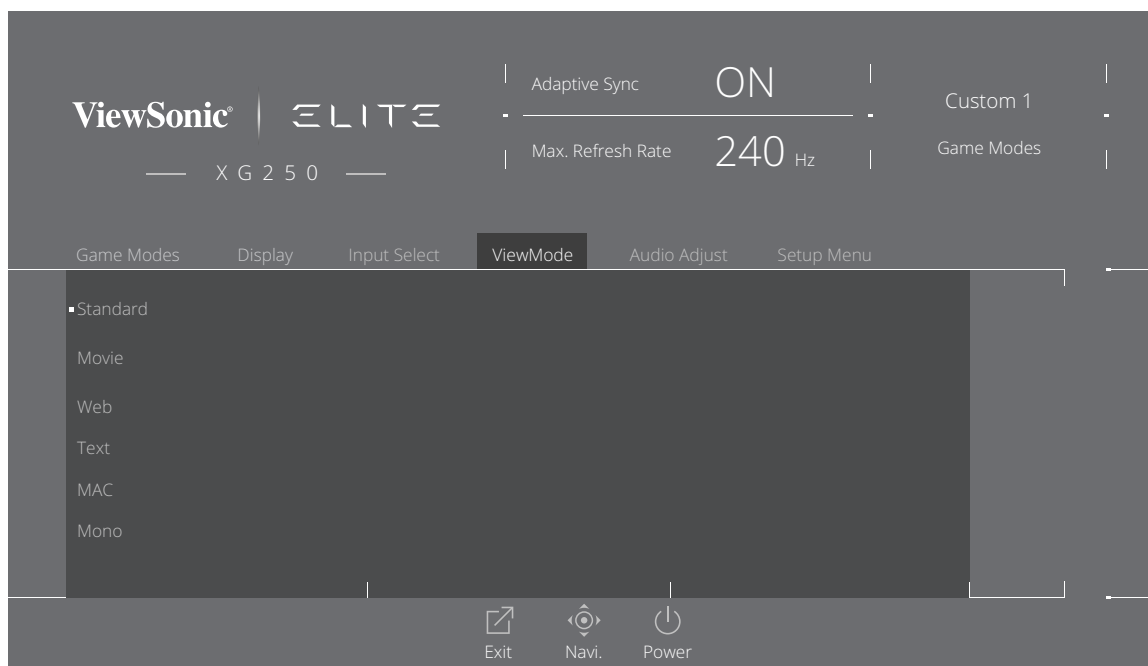 ViewSonic® ELITE
XG250
Adaptive Sync ON
Max. Refresh Rate 240 Hz
Custom 1
Game Modes
Game Modes Display Input Select ViewMode Audio Adjust Setup Menu
Standard
Movie
Web
Text
MAC
Mono
Exit Navi. Power